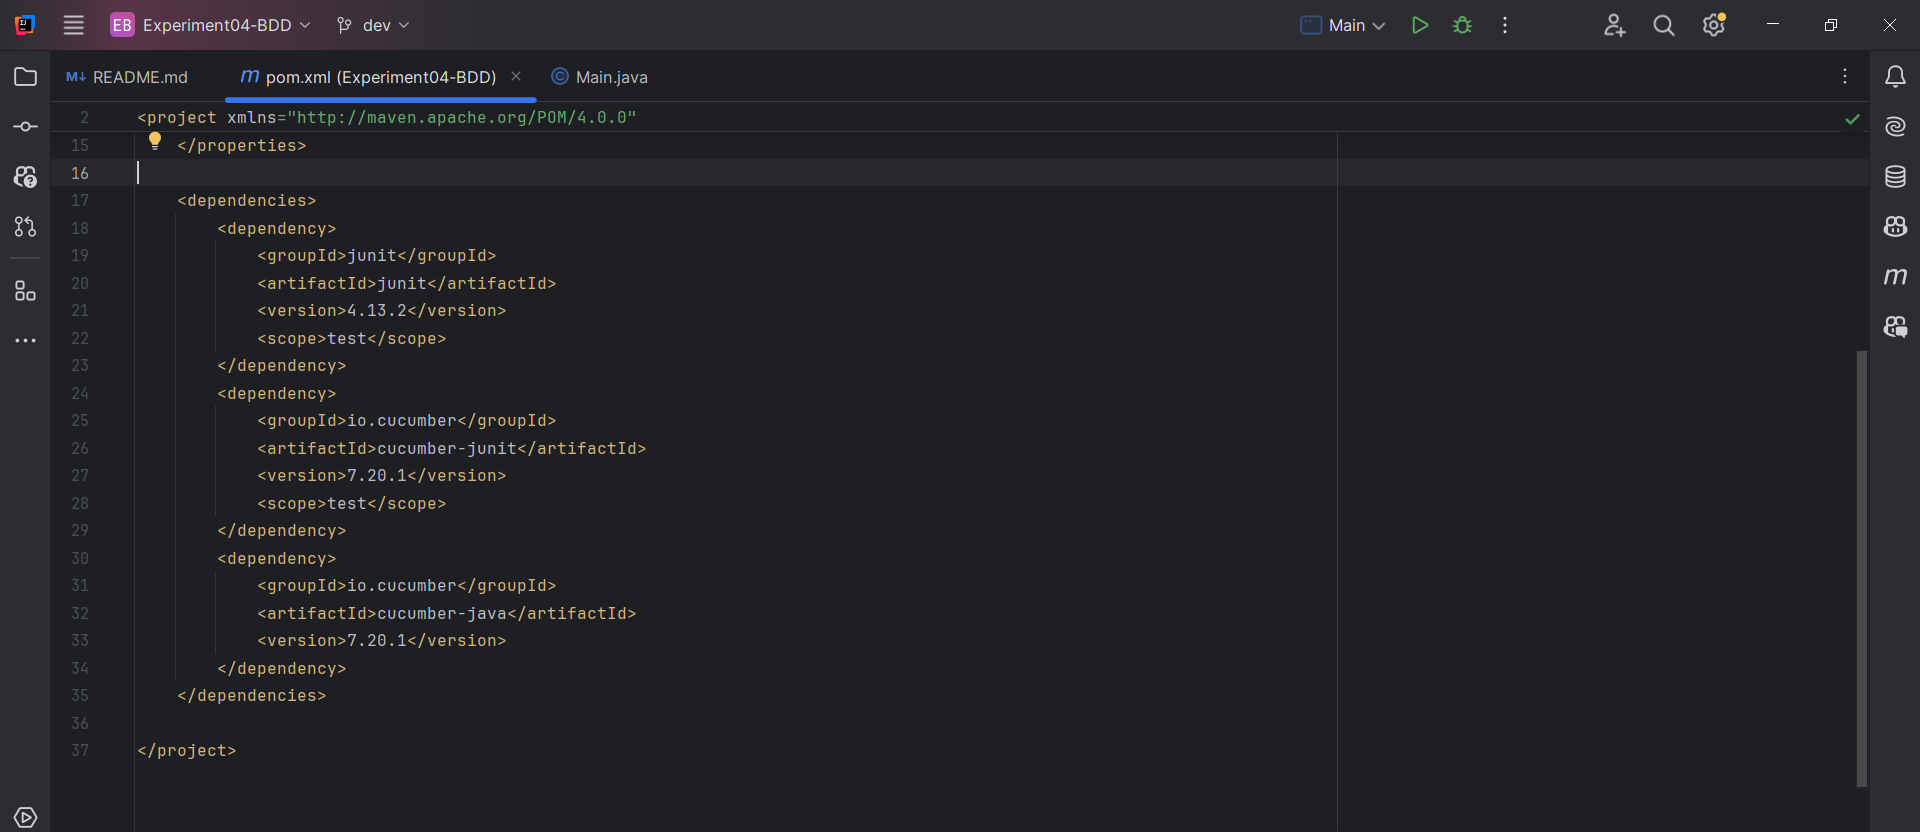 EB Experiment04-BDD dev Main
M↓ README.md m pom.xml (Experiment04-BDD) C Main.java
2 <project xmlns="http://maven.apache.org/POM/4.0.0"
15 </properties>
16
17 <dependencies>
18 <dependency>
19 <groupId>junit</groupId>
20 <artifactId>junit</artifactId>
21 <version>4.13.2</version>
22 <scope>test</scope>
23 </dependency>
24 <dependency>
25 <groupId>io.cucumber</groupId>
26 <artifactId>cucumber-junit</artifactId>
27 <version>7.20.1</version>
28 <scope>test</scope>
29 </dependency>
30 <dependency>
31 <groupId>io.cucumber</groupId>
32 <artifactId>cucumber-java</artifactId>
33 <version>7.20.1</version>
34 </dependency>
35 </dependencies>
36
37 </project>